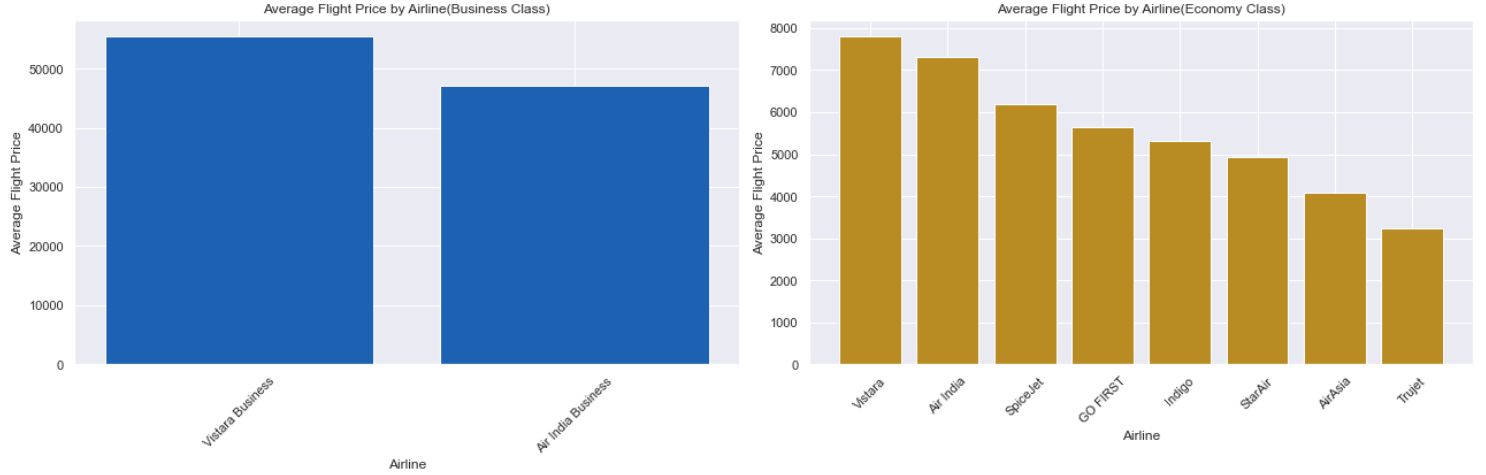 Average Flight Price by Airline(Business Class)
Average Flight Price
50000
40000
30000
20000
10000
0
Vistara Business
Air India Business
Airline
Average Flight Price by Airline(Economy Class)
Average Flight Price
8000
7000
6000
5000
4000
3000
2000
1000
0
Vistara
Air India
SpiceJet
GO FIRST
Indigo
StarAir
AirAsia
Trujet
Airline